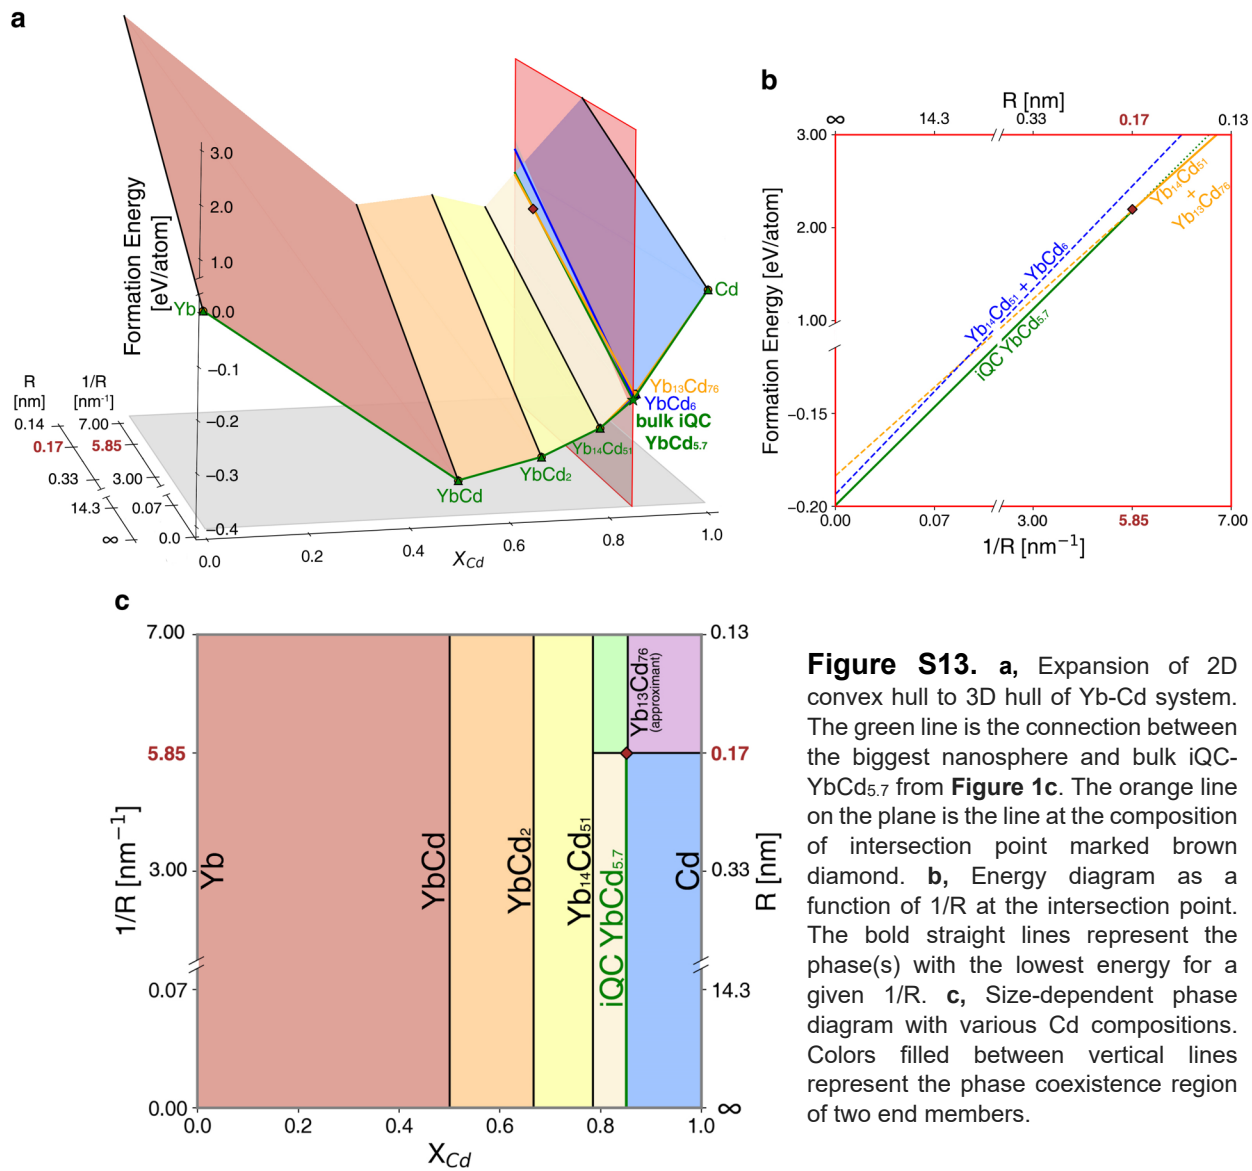 a
Formation Energy
[eV/atom]
3.0
2.0
1.0
0.0
−0.1
−0.2
−0.3
−0.4
Yb
Cd
Yb₁₃Cd₇₆
YbCd₆
bulk iQC
YbCd₅.₇
Yb₁₄Cd₅₁
YbCd₂
YbCd
R
[nm]
1/R
[nm⁻¹]
0.14
7.00
0.17
5.85
0.33
3.00
14.3
0.07
∞
0.0
0.0
0.2
0.4
0.6
0.8
1.0
X_Cd
b
R [nm]
∞
14.3
0.33
0.17
0.13
3.00
2.00
1.00
−0.15
−0.20
Formation Energy [eV/atom]
Yb₁₄Cd₅₁ + YbCd₆
iQC YbCd₅.₇
Yb₁₄Cd₅₁
+
Yb₁₃Cd₇₆
0.00
0.07
3.00
5.85
7.00
1/R [nm⁻¹]
c
7.00
5.85
3.00
0.07
0.00
1/R [nm⁻¹]
Yb
YbCd
YbCd₂
Yb₁₄Cd₅₁
iQC YbCd₅.₇
Yb₁₃Cd₇₆
(approximant)
Cd
0.13
0.17
0.33
14.3
∞
R [nm]
0.0
0.2
0.4
0.6
0.8
1.0
X_Cd
Figure S13. a, Expansion of 2D
convex hull to 3D hull of Yb-Cd system.
The green line is the connection between
the biggest nanosphere and bulk iQC-
YbCd₅.₇ from Figure 1c. The orange line
on the plane is the line at the composition
of intersection point marked brown
diamond. b, Energy diagram as a
function of 1/R at the intersection point.
The bold straight lines represent the
phase(s) with the lowest energy for a
given 1/R. c, Size-dependent phase
diagram with various Cd compositions.
Colors filled between vertical lines
represent the phase coexistence region
of two end members.